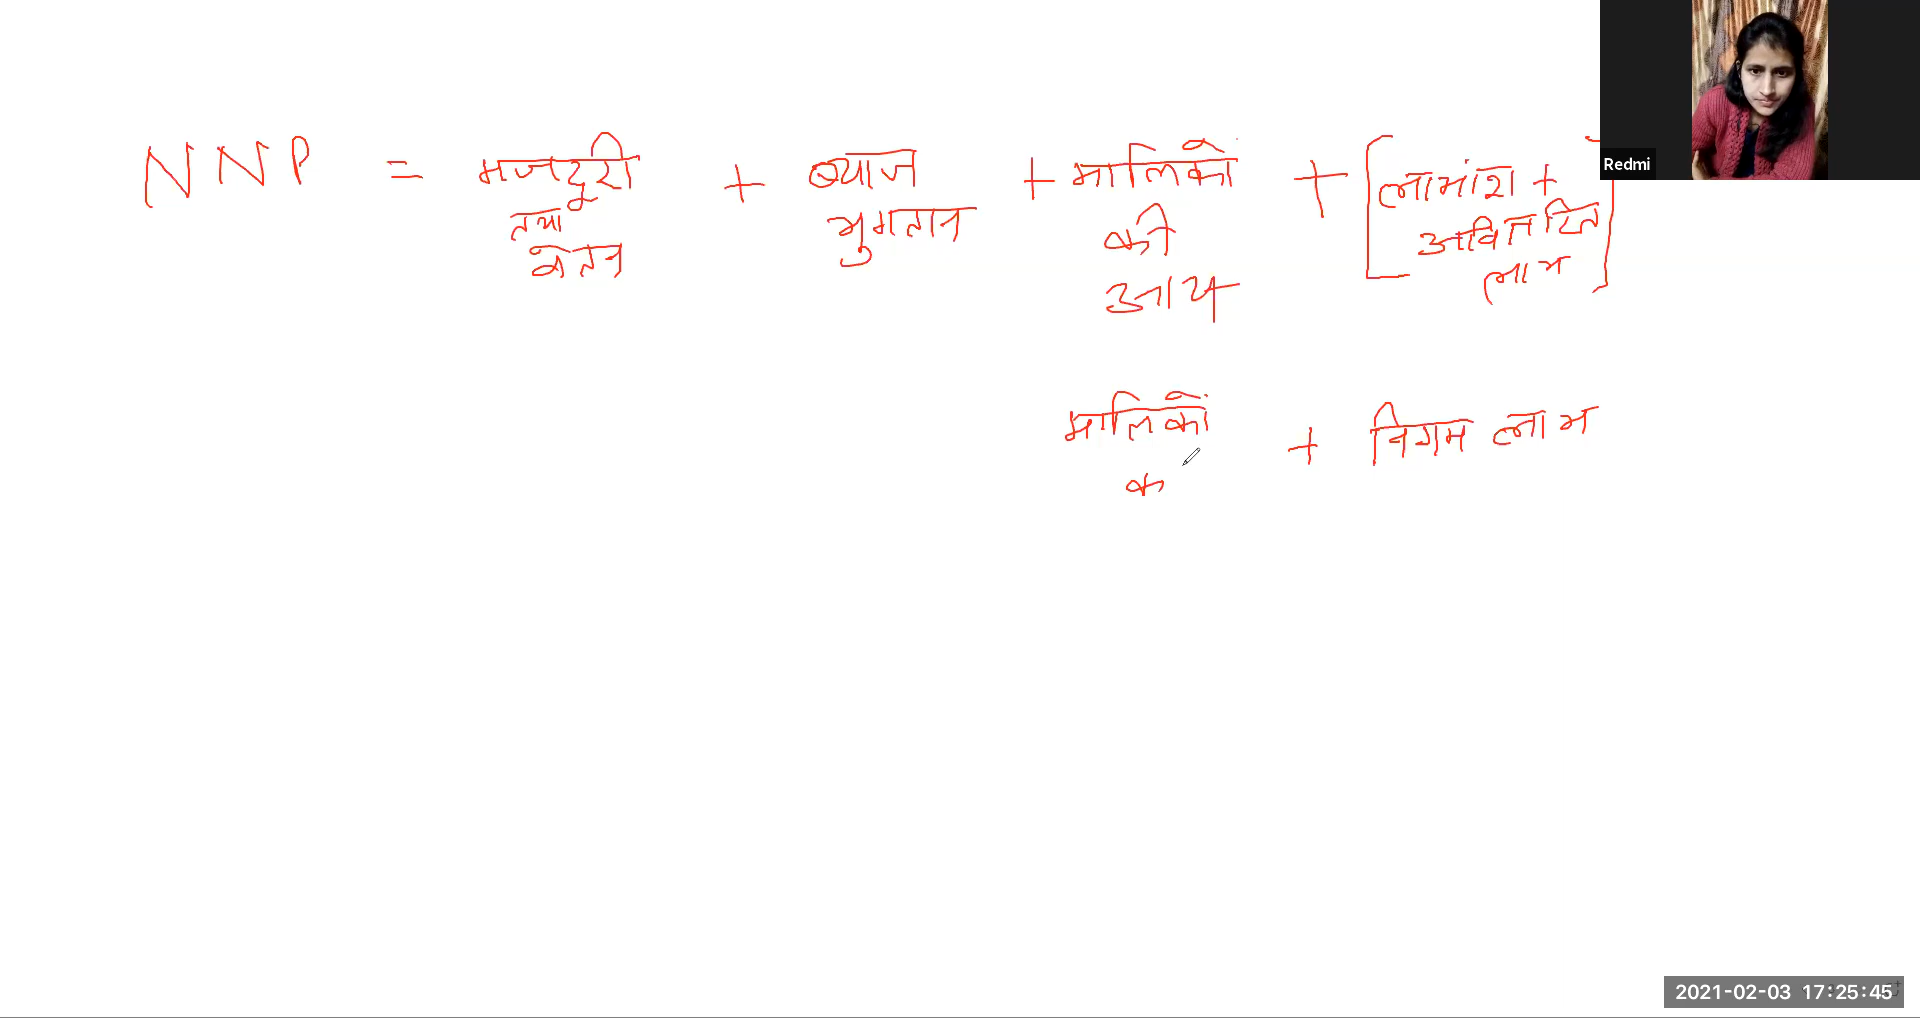 NNP = मजदूरी + ब्याज + मालिकों + [लाभांश +
तथा भुगतान की अवितरित
वेतन आय लाभ]
मालिकों + निगम लाभ
क
Redmi
2021-02-03 17:25:45